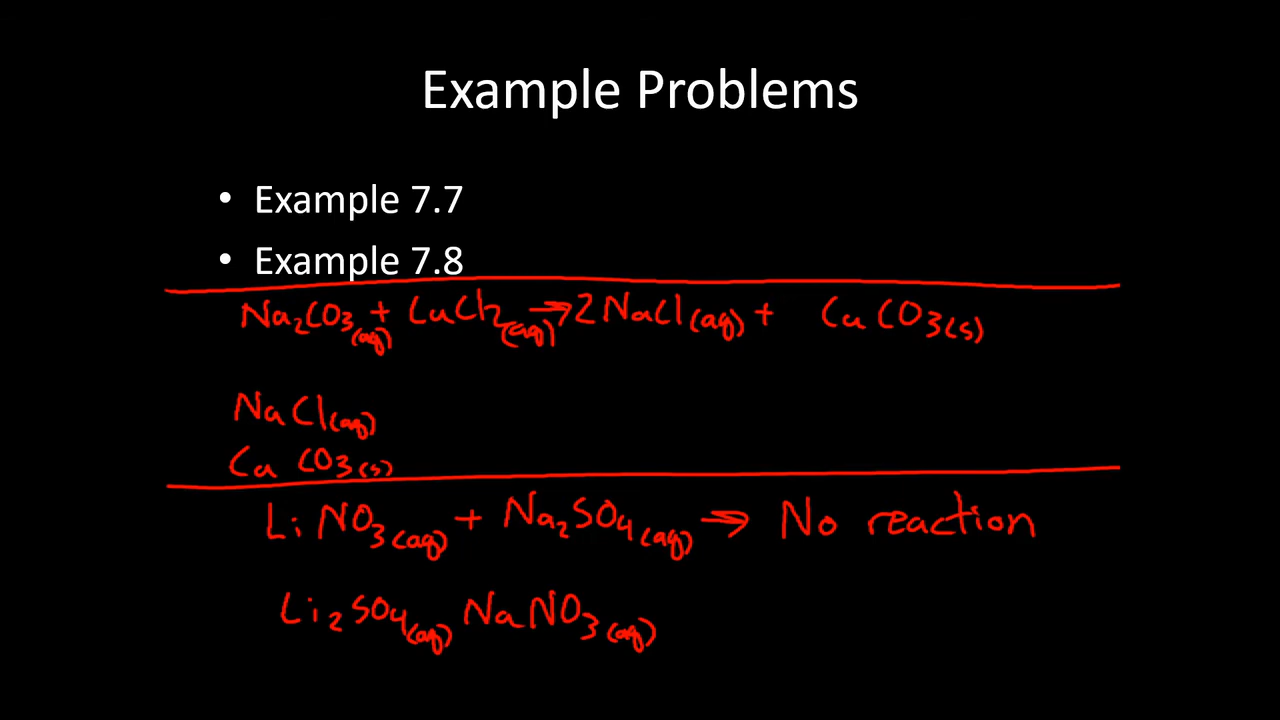 Example Problems
• Example 7.7
• Example 7.8
Na₂CO₃(aq) + CaCl₂(aq) → 2NaCl(aq) + CaCO₃(s)
NaCl(aq)
CaCO₃(s)
LiNO₃(aq) + Na₂SO₄(aq) → No reaction
Li₂SO₄(aq) NaNO₃(aq)